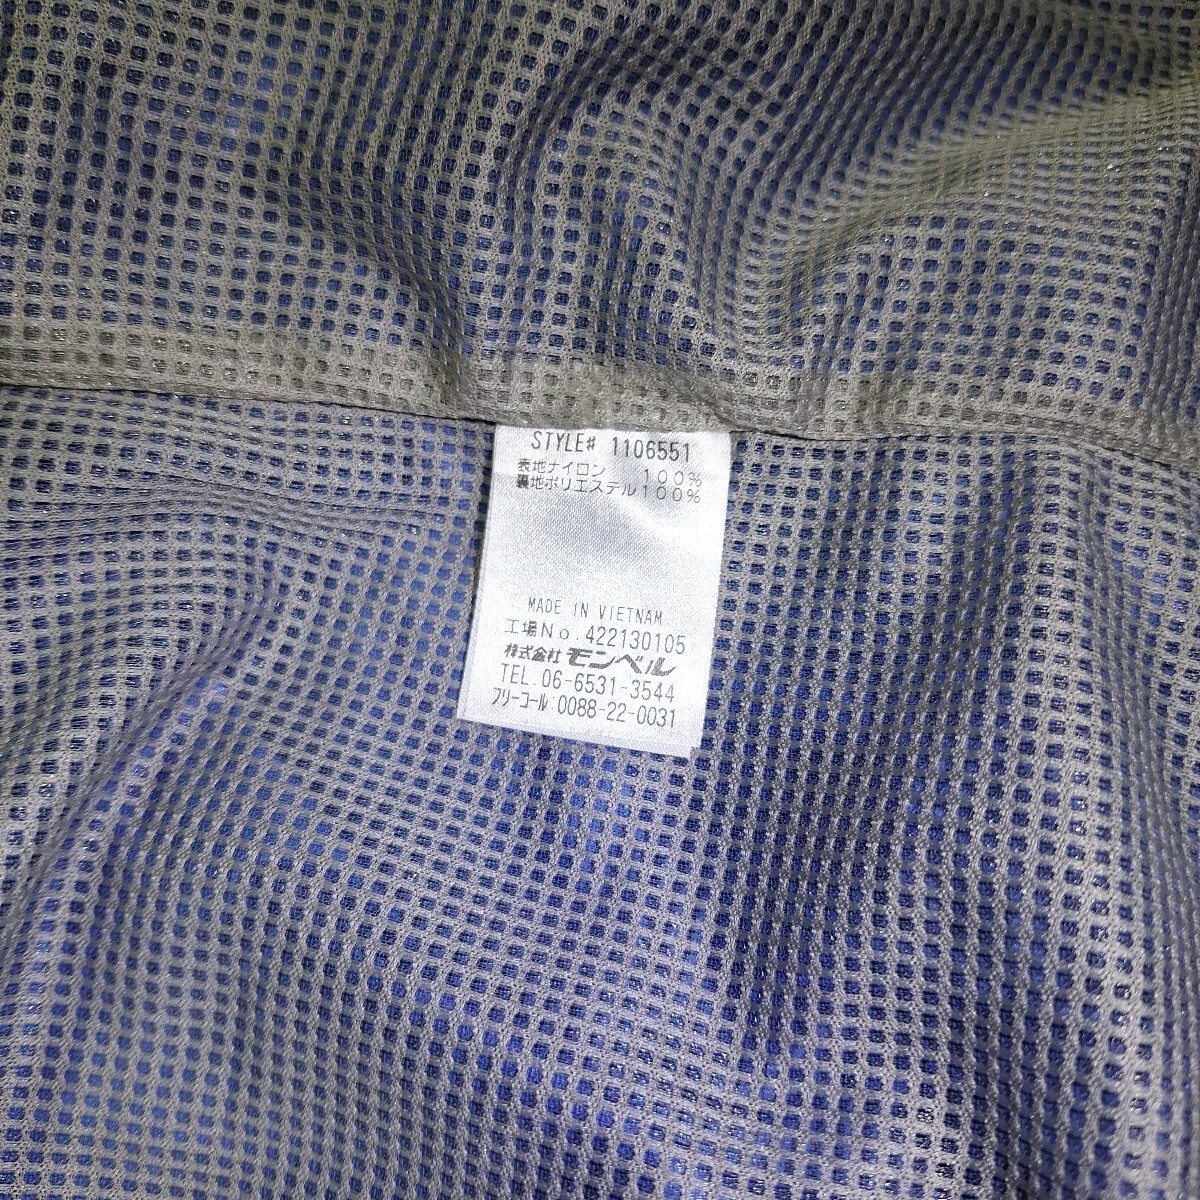 STYLE# 1106551
表地ナイロン 100%
裏地ポリエステル100%
MADE IN VIETNAM
工場No.422130105
株式会社 モンベル
TEL.06-6531-3544
フリーコール:0088-22-0031